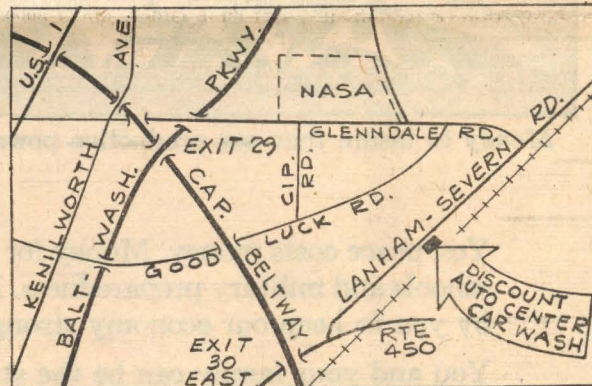 U.S. 1
AVE
KENILLWORTH
PKWY.
WASH.
BALT.
NASA
GLENNDALE RD.
EXIT 29
CIP.
RD
GOOD
LUCK RD.
CAP.
BELTWAY
LANHAM - SEVERN RD.
DISCOUNT
AUTO CENTER
CAR WASH
RTE
450
EXIT
30
EAST